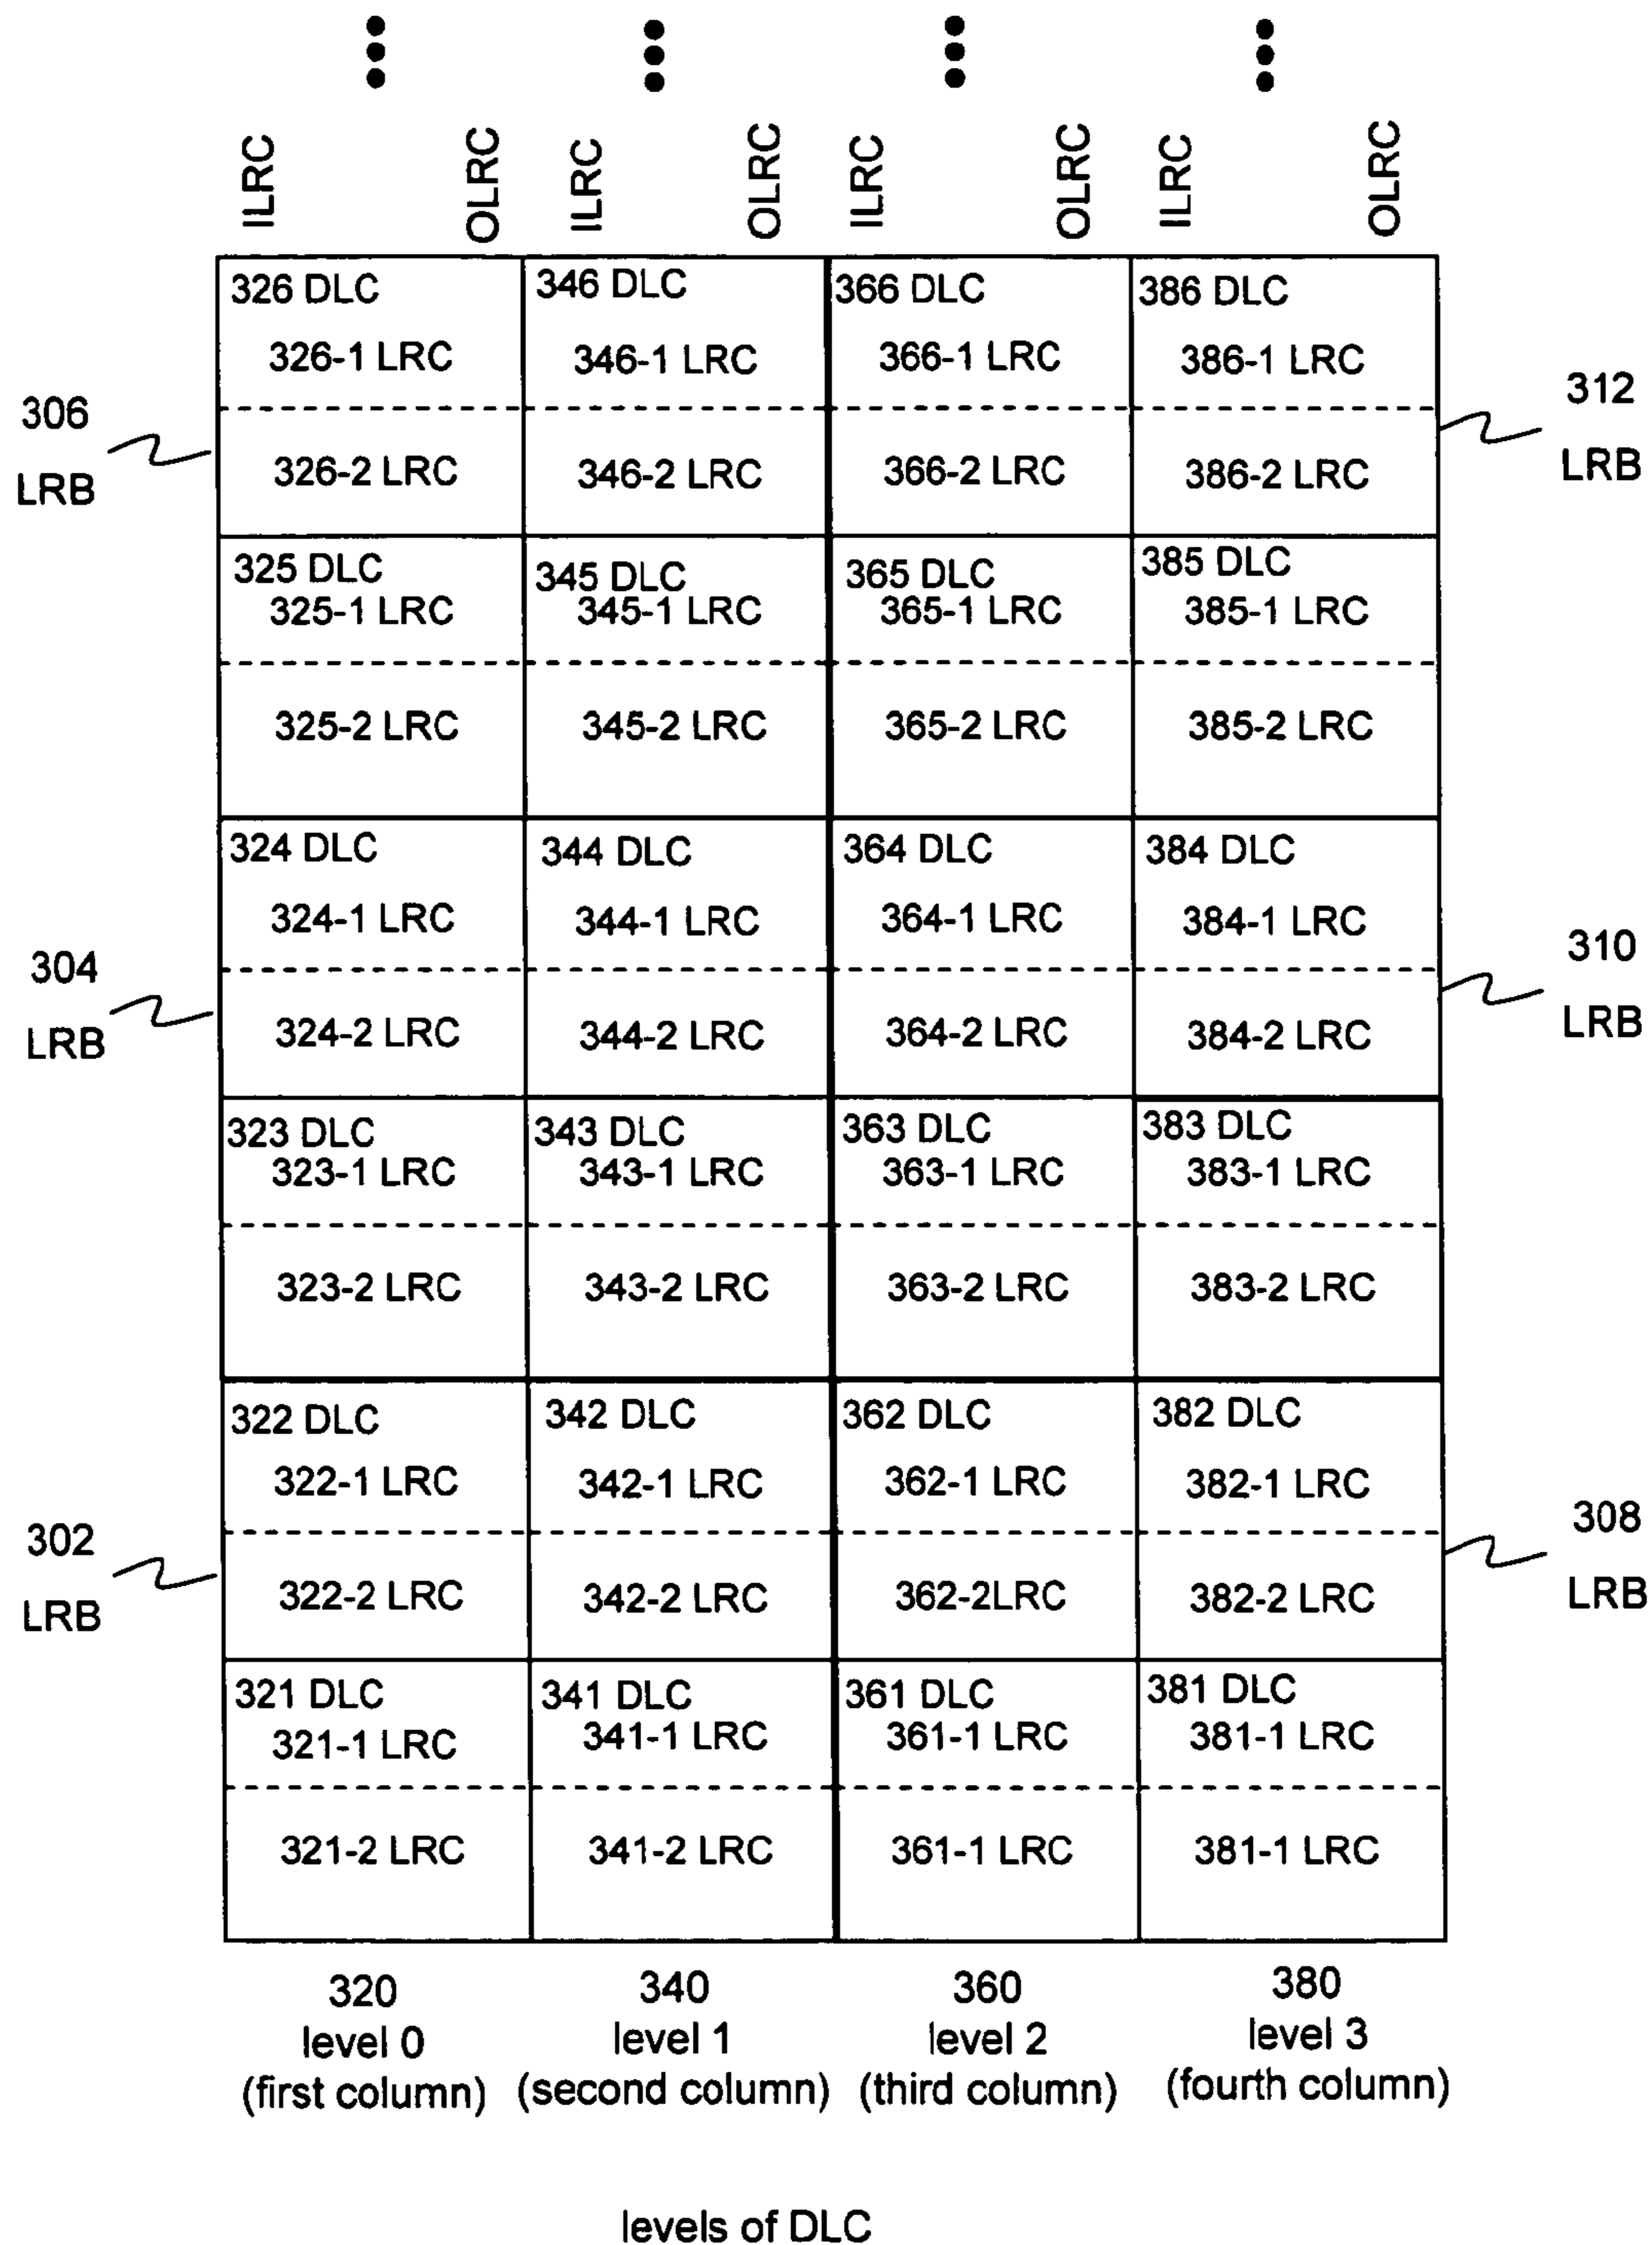 ILRC OLRC ILRC OLRC ILRC OLRC ILRC OLRC
326 DLC 346 DLC 366 DLC 386 DLC
326-1 LRC 346-1 LRC 366-1 LRC 386-1 LRC
306 312
LRB LRB
326-2 LRC 346-2 LRC 366-2 LRC 386-2 LRC
325 DLC 345 DLC 365 DLC 385 DLC
325-1 LRC 345-1 LRC 365-1 LRC 385-1 LRC
325-2 LRC 345-2 LRC 365-2 LRC 385-2 LRC
324 DLC 344 DLC 364 DLC 384 DLC
324-1 LRC 344-1 LRC 364-1 LRC 384-1 LRC
304 310
LRB LRB
324-2 LRC 344-2 LRC 364-2 LRC 384-2 LRC
323 DLC 343 DLC 363 DLC 383 DLC
323-1 LRC 343-1 LRC 363-1 LRC 383-1 LRC
323-2 LRC 343-2 LRC 363-2 LRC 383-2 LRC
322 DLC 342 DLC 362 DLC 382 DLC
322-1 LRC 342-1 LRC 362-1 LRC 382-1 LRC
302 308
LRB LRB
322-2 LRC 342-2 LRC 362-2LRC 382-2 LRC
321 DLC 341 DLC 361 DLC 381 DLC
321-1 LRC 341-1 LRC 361-1 LRC 381-1 LRC
321-2 LRC 341-2 LRC 361-1 LRC 381-1 LRC
320 340 360 380
level 0 level 1 level 2 level 3
(first column) (second column) (third column) (fourth column)
levels of DLC